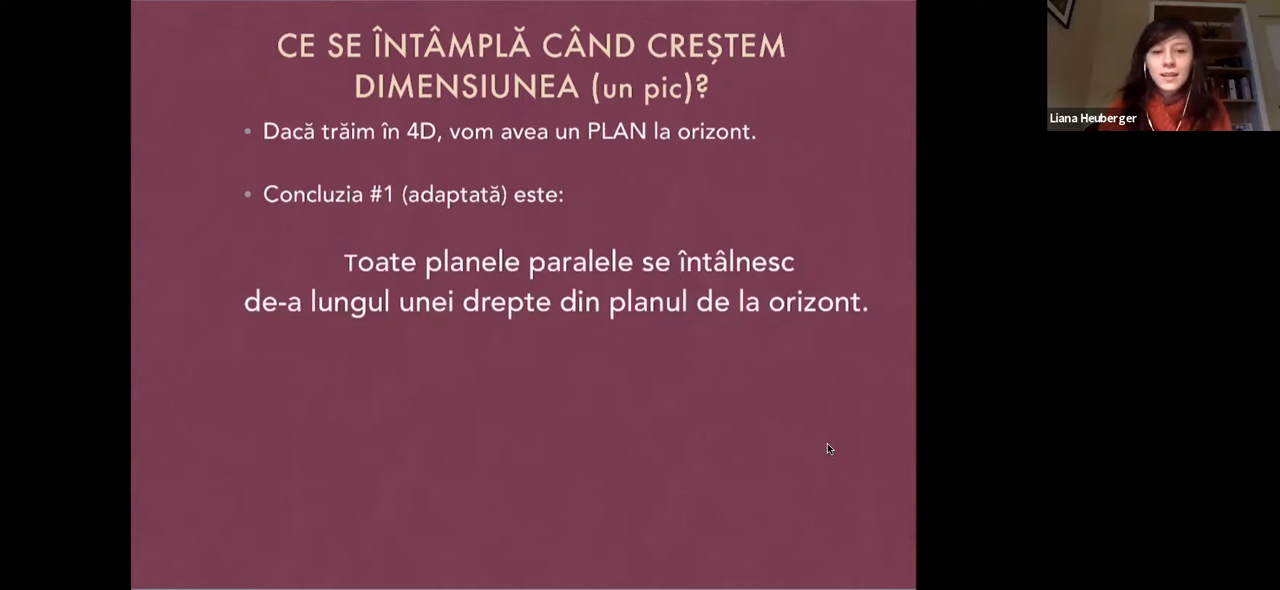 CE SE ÎNTÂMPLĂ CÂND CREȘTEM
DIMENSIUNEA (un pic)?
• Dacă trăim în 4D, vom avea un PLAN la orizont.
• Concluzia #1 (adaptată) este:
Toate planele paralele se întâlnesc
de-a lungul unei drepte din planul de la orizont.
Liana Heuberger